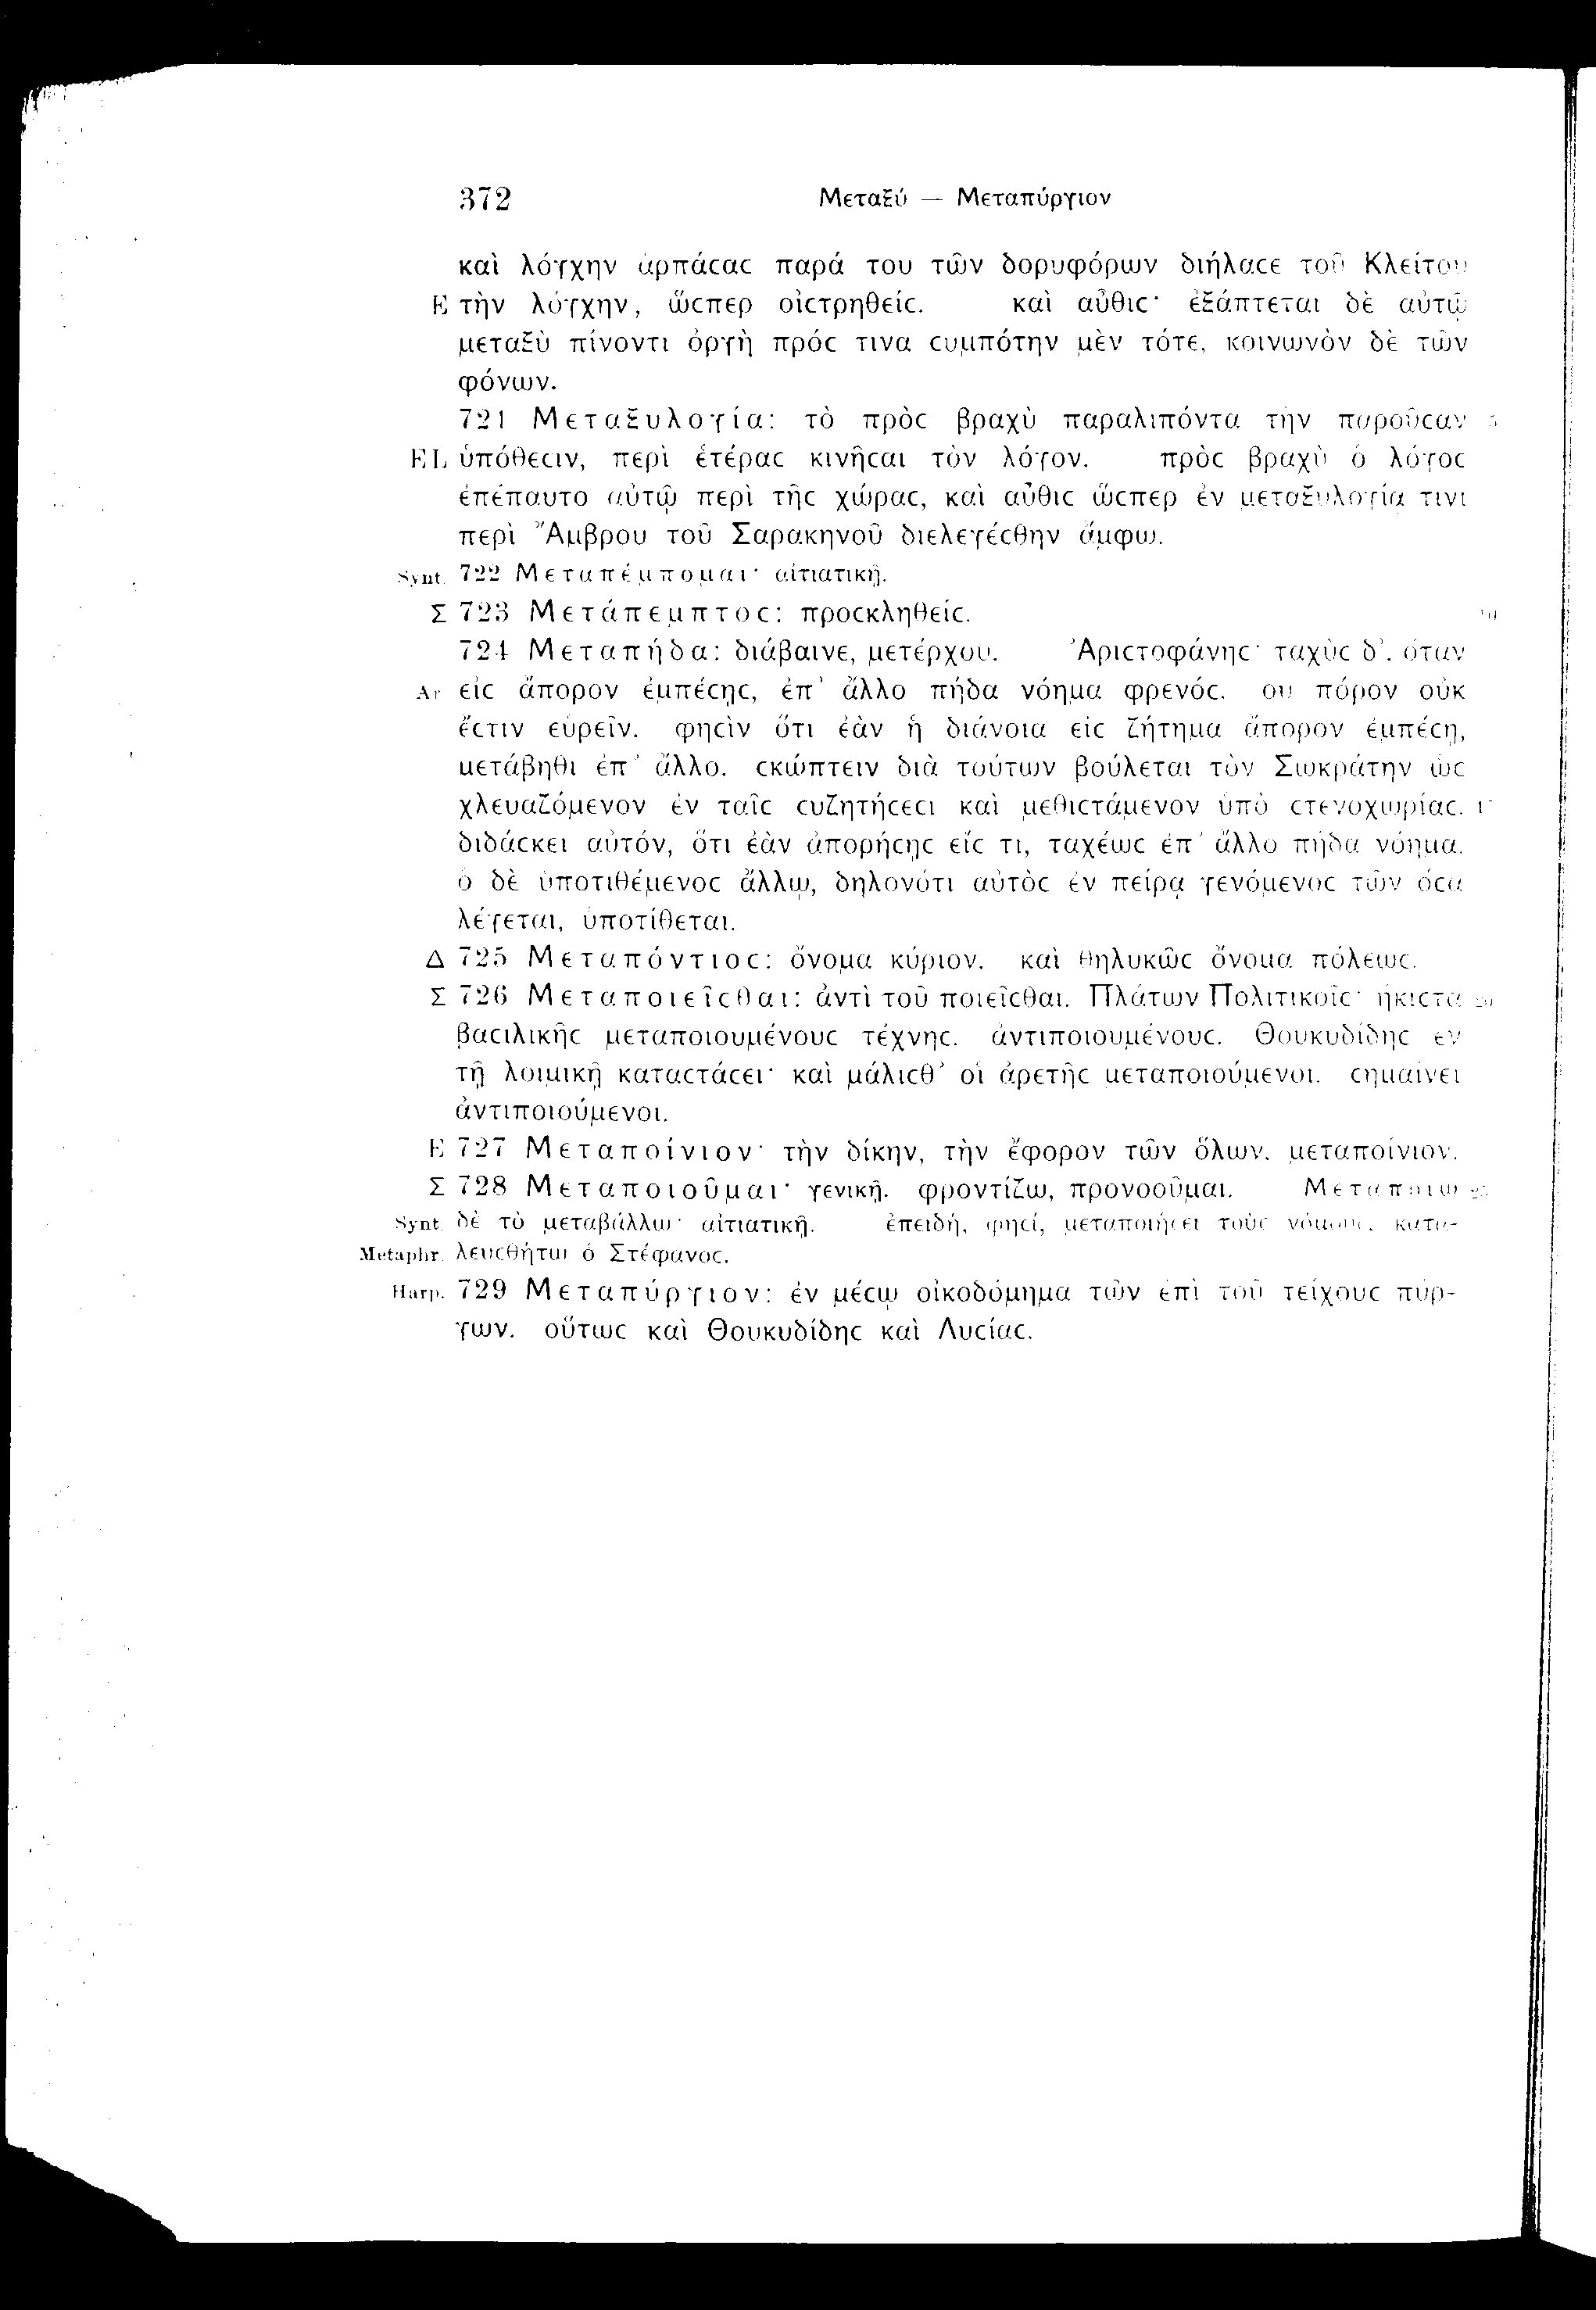 372 Μεταξύ — Μεταπύργιον
καὶ λόγχην ἁρπάϲαϲ παρά του τῶν δορυφόρων διήλαϲε τοῦ Κλείτου
E τὴν λόγχην, ὥϲπερ οἰϲτρηθείϲ. καὶ αὖθιϲ· ἐξάπτεται δὲ αὐτῷ
μεταξὺ πίνοντι ὀργὴ πρόϲ τινα ϲυμπότην μὲν τότε, κοινωνὸν δὲ τῶν
φόνων.
721 Μεταξυλογία: τὸ πρὸϲ βραχὺ παραλιπόντα τὴν παροῦϲαν 5
EL ὑπόθεϲιν, περὶ ἑτέραϲ κινῆϲαι τὸν λόγον. πρὸϲ βραχὺ ὁ λόγοϲ
ἐπέπαυτο αὐτῷ περὶ τῆϲ χώραϲ, καὶ αὖθιϲ ὥϲπερ ἐν μεταξυλογίᾳ τινι
περὶ Ἄμβρου τοῦ Σαρακηνοῦ διελεγέϲθην ἄμφω.
Synt. 722 Μεταπέμπομαι· αἰτιατικῇ.
Σ 723 Μετάπεμπτοϲ: προϲκληθείϲ. 10
724 Μεταπήδα: διάβαινε, μετέρχου. Ἀριϲτοφάνηϲ· ταχὺϲ δ', ὅταν
Ar εἰϲ ἄπορον ἐμπέϲῃϲ, ἐπ' ἄλλο πήδα νόημα φρενόϲ. οὗ πόρον οὐκ
ἔϲτιν εὑρεῖν. φηϲὶν ὅτι ἐὰν ἡ διάνοια εἰϲ ζήτημα ἄπορον ἐμπέϲῃ,
μετάβηθι ἐπ' ἄλλο. ϲκώπτειν διὰ τούτων βούλεται τὸν Σωκράτην ὡϲ
χλευαζόμενον ἐν ταῖϲ ϲυζητήϲεϲι καὶ μεθιϲτάμενον ὑπὸ ϲτενοχωρίαϲ.
διδάϲκει αὐτόν, ὅτι ἐὰν ἀπορήϲῃϲ εἴϲ τι, ταχέωϲ ἐπ' ἄλλο πήδα νόημα.
ὁ δὲ ὑποτιθέμενοϲ ἄλλῳ, δηλονότι αὐτὸϲ ἐν πείρᾳ γενόμενοϲ τῶν ὅϲα
λέγεται, ὑποτίθεται.
Δ 725 Μεταπόντιοϲ: ὄνομα κύριον. καὶ θηλυκῶϲ ὄνομα πόλεωϲ.
Σ 726 Μεταποιεῖϲθαι: ἀντὶ τοῦ ποιεῖϲθαι. Πλάτων Πολιτικοῖϲ· ἥκιϲτα 20
βαϲιλικῆϲ μεταποιουμένουϲ τέχνηϲ. ἀντιποιουμένουϲ. Θουκυδίδηϲ ἐν
τῇ λοιμικῇ καταϲτάϲει· καὶ μάλιϲθ' οἱ ἀρετῆϲ μεταποιούμενοι. ϲημαίνει
ἀντιποιούμενοι.
E 727 Μεταποίνιον· τὴν δίκην, τὴν ἔφορον τῶν ὅλων, μεταποίνιον.
Σ 728 Μεταποιοῦμαι· γενικῇ. φροντίζω, προνοοῦμαι. Μεταποιῶ 25
Synt. δὲ τὸ μεταβάλλω· αἰτιατικῇ. ἐπειδή, φηϲί, μεταποιήϲει τοὺϲ νόμουϲ, κατα-
Metaphr. λευϲθήτω ὁ Στέφανοϲ.
Harp. 729 Μεταπύργιον: ἐν μέϲῳ οἰκοδόμημα τῶν ἐπὶ τοῦ τείχουϲ πύρ-
γων. οὕτωϲ καὶ Θουκυδίδηϲ καὶ Λυϲίαϲ.